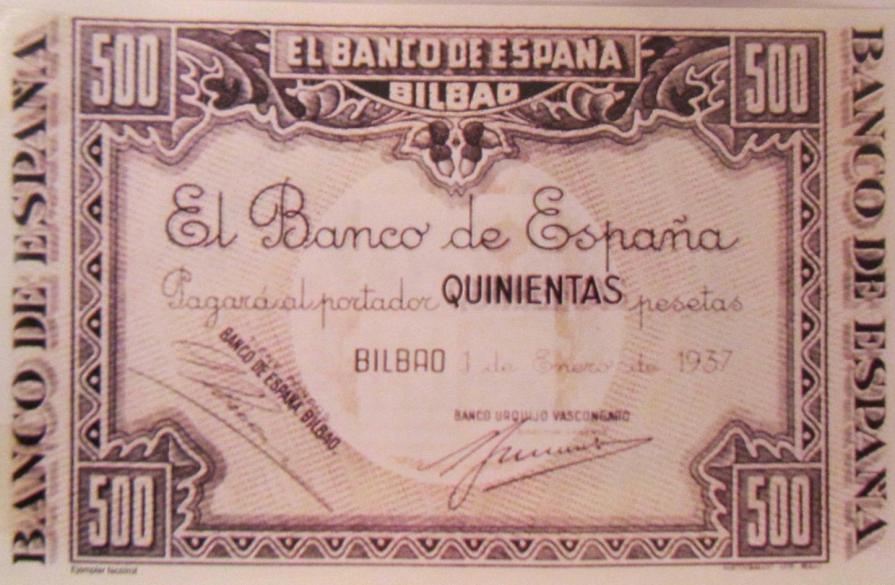 500 EL BANCO DE ESPAÑA 500
BILBAO
BANCO DE ESPAÑA
BANCO DE ESPAÑA
El Banco de España
Pagará al portador QUINIENTAS pesetas
BILBAO 1 de Enero de 1937
BANCO DE ESPAÑA BILBAO
BANCO URQUIJO VASCONGADO
500 500
Ejemplar facsímil